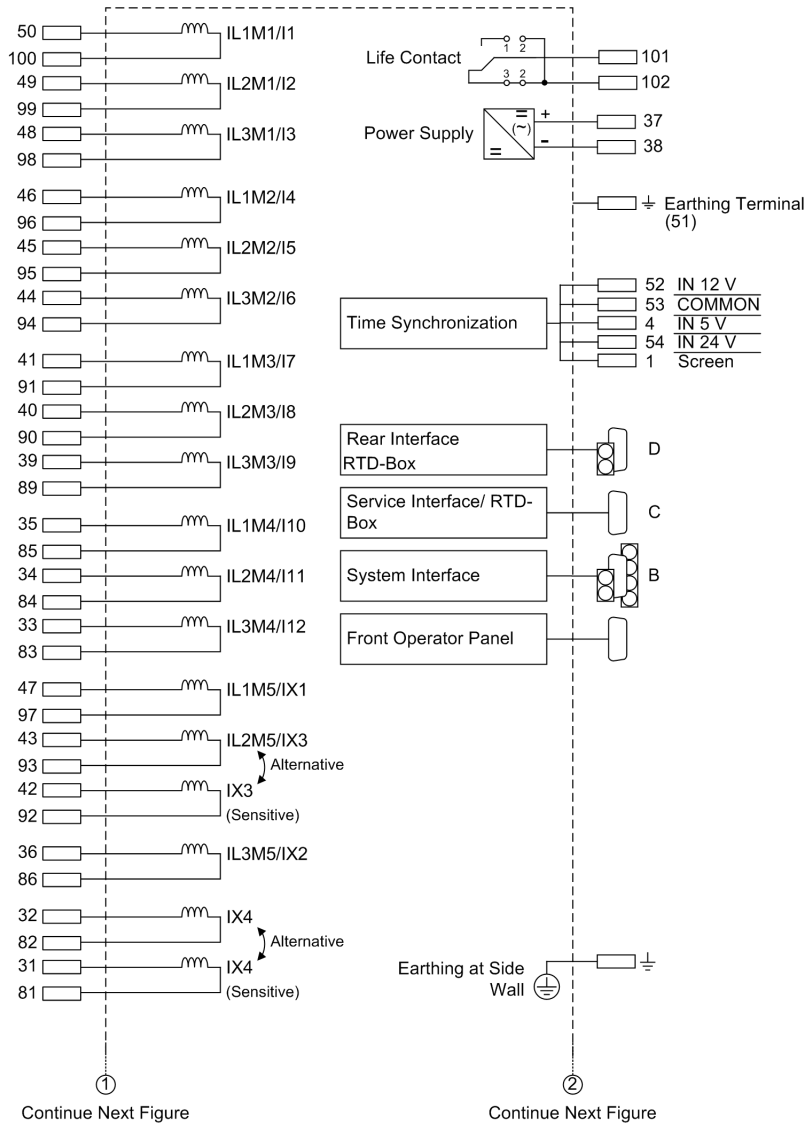 50 IL1M1/I1
100
49 IL2M1/I2
99
48 IL3M1/I3
98
46 IL1M2/I4
96
45 IL2M2/I5
95
44 IL3M2/I6
94
41 IL1M3/I7
91
40 IL2M3/I8
90
39 IL3M3/I9
89
35 IL1M4/I10
85
34 IL2M4/I11
84
33 IL3M4/I12
83
47 IL1M5/IX1
97
43 IL2M5/IX3
93 Alternative
42 IX3
92 (Sensitive)
36 IL3M5/IX2
86
32 IX4
82 Alternative
31 IX4
81 (Sensitive)
1
Continue Next Figure
1 2
Life Contact 101
3 2 102
Power Supply = (~) = + 37
- 38
Earthing Terminal
(51)
Time Synchronization
52 IN 12 V
53 COMMON
4 IN 5 V
54 IN 24 V
1 Screen
Rear Interface
RTD-Box
D
Service Interface/ RTD-
Box
C
System Interface B
Front Operator Panel
Earthing at Side
Wall
2
Continue Next Figure